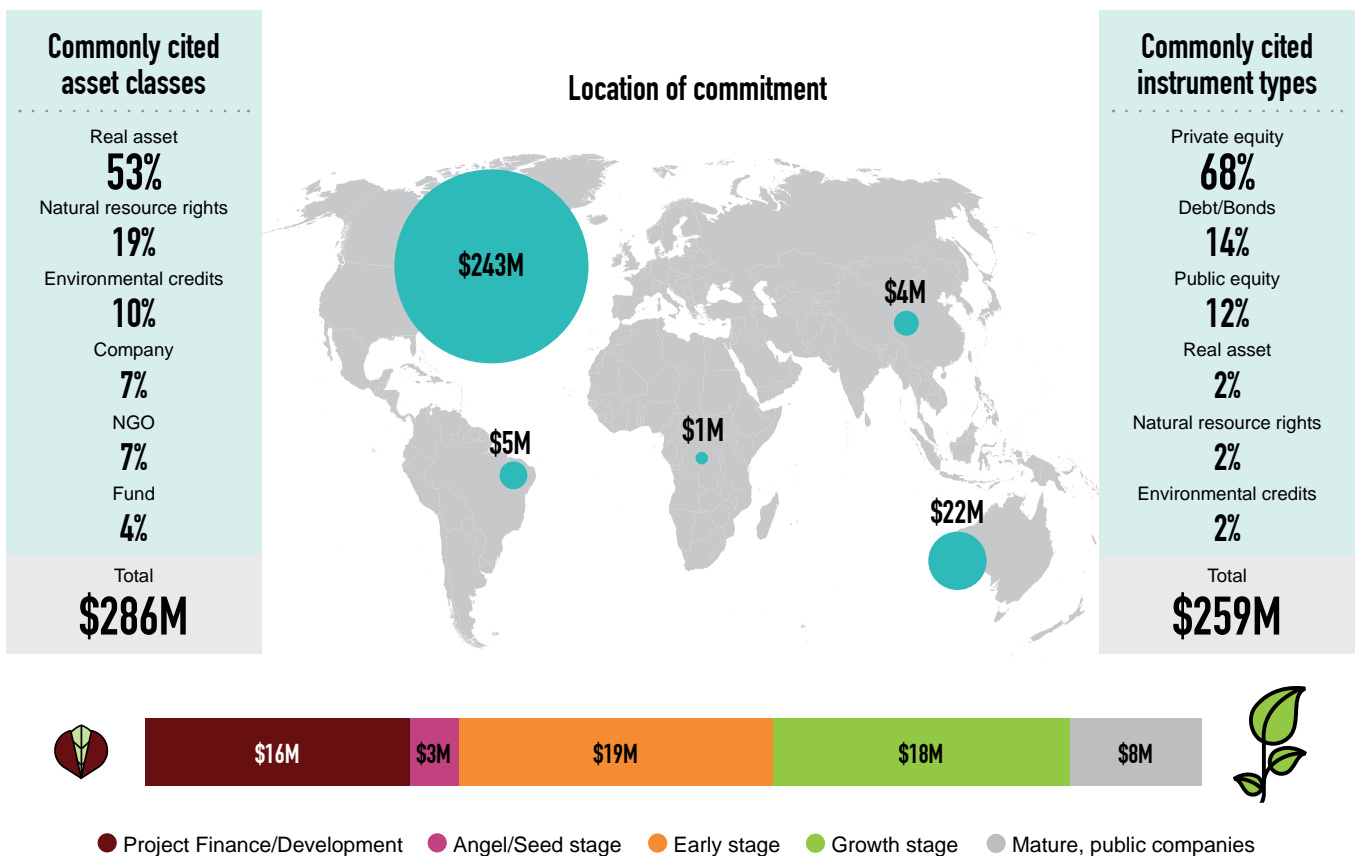 Commonly cited
asset classes
Real asset
53%
Natural resource rights
19%
Environmental credits
10%
Company
7%
NGO
7%
Fund
4%
Total
$286M
Location of commitment
$243M
$4M
$5M
$1M
$22M
Commonly cited
instrument types
Private equity
68%
Debt/Bonds
14%
Public equity
12%
Real asset
2%
Natural resource rights
2%
Environmental credits
2%
Total
$259M
$16M
$3M
$19M
$18M
$8M
Project Finance/Development
Angel/Seed stage
Early stage
Growth stage
Mature, public companies